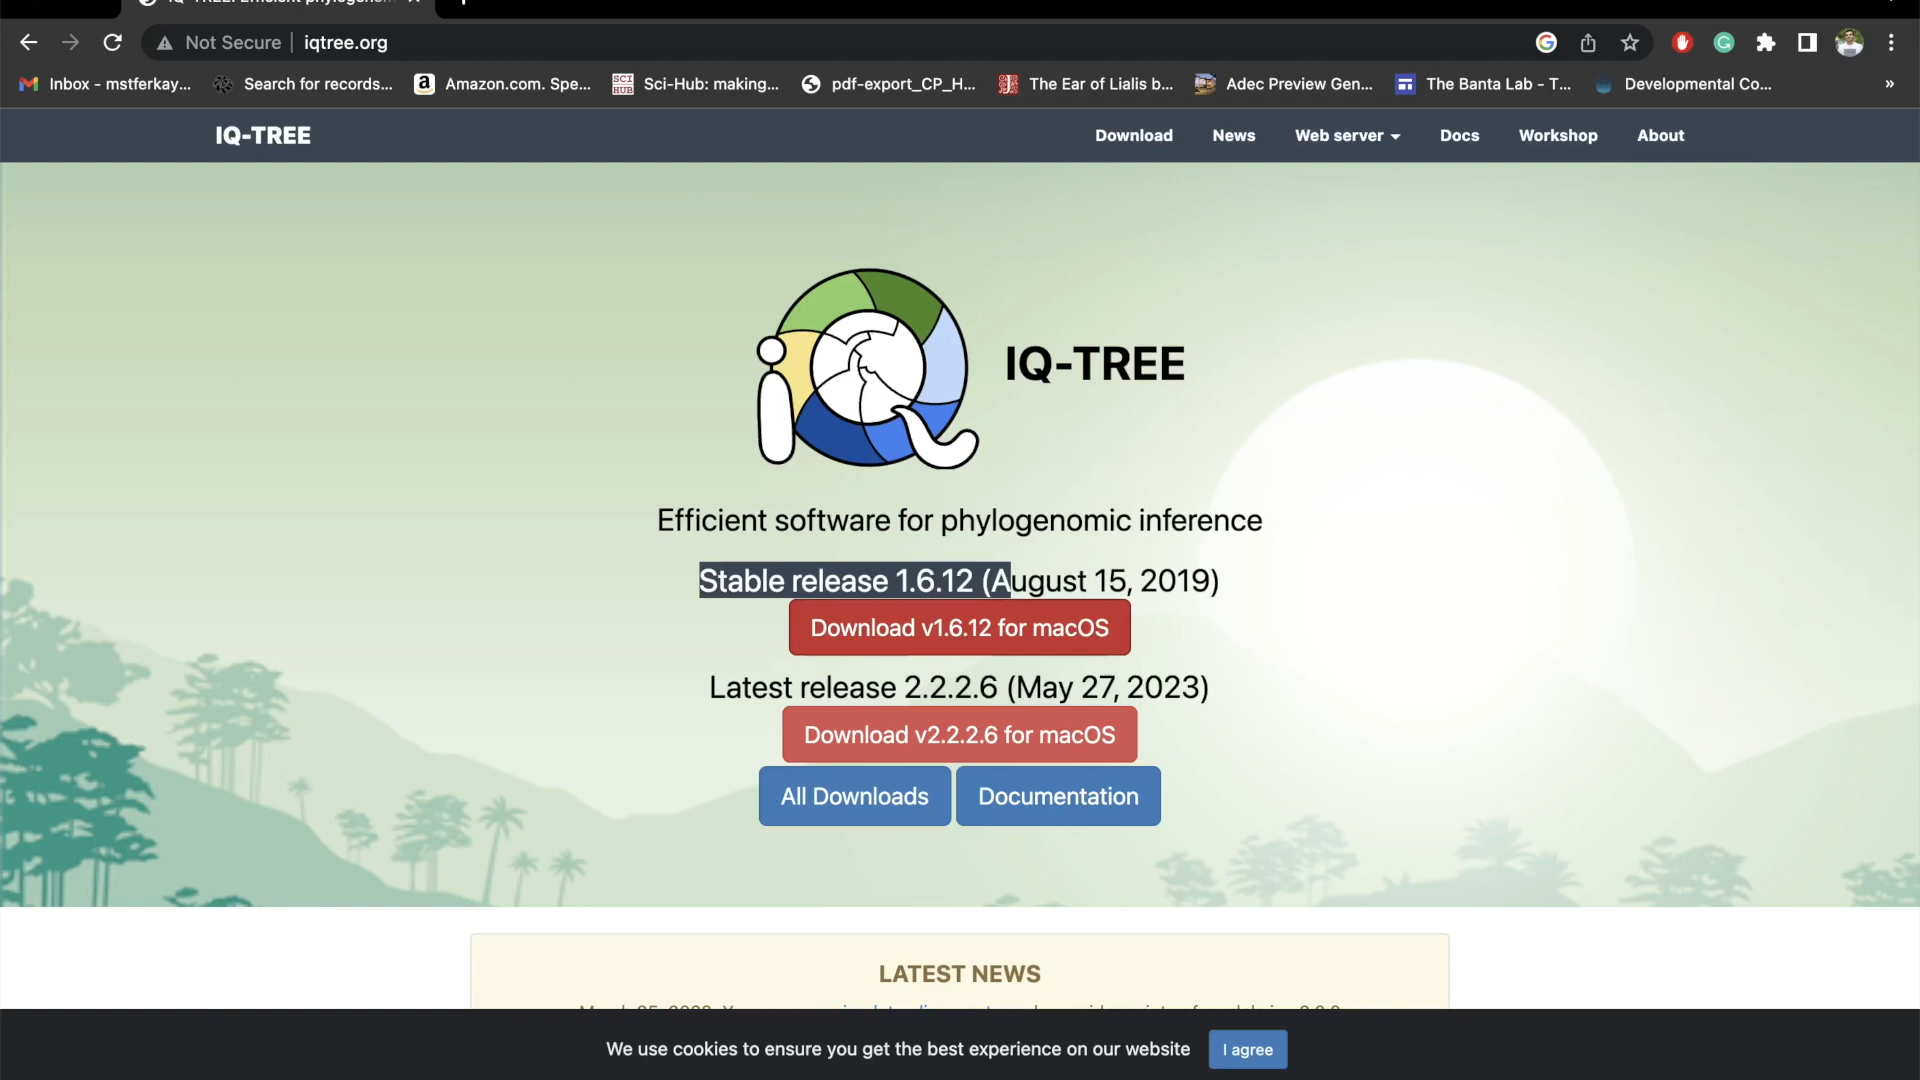 Not Secure | iqtree.org
Inbox - mstferkay... Search for records... Amazon.com. Spe... SCI HUB Sci-Hub: making... pdf-export_CP_H... The Ear of Lialis b... Adec Preview Gen... The Banta Lab - T... Developmental Co... »
IQ-TREE Download News Web server Docs Workshop About
IQ-TREE
Efficient software for phylogenomic inference
Stable release 1.6.12 (August 15, 2019)
Download v1.6.12 for macOS
Latest release 2.2.2.6 (May 27, 2023)
Download v2.2.2.6 for macOS
All Downloads Documentation
LATEST NEWS
We use cookies to ensure you get the best experience on our website I agree